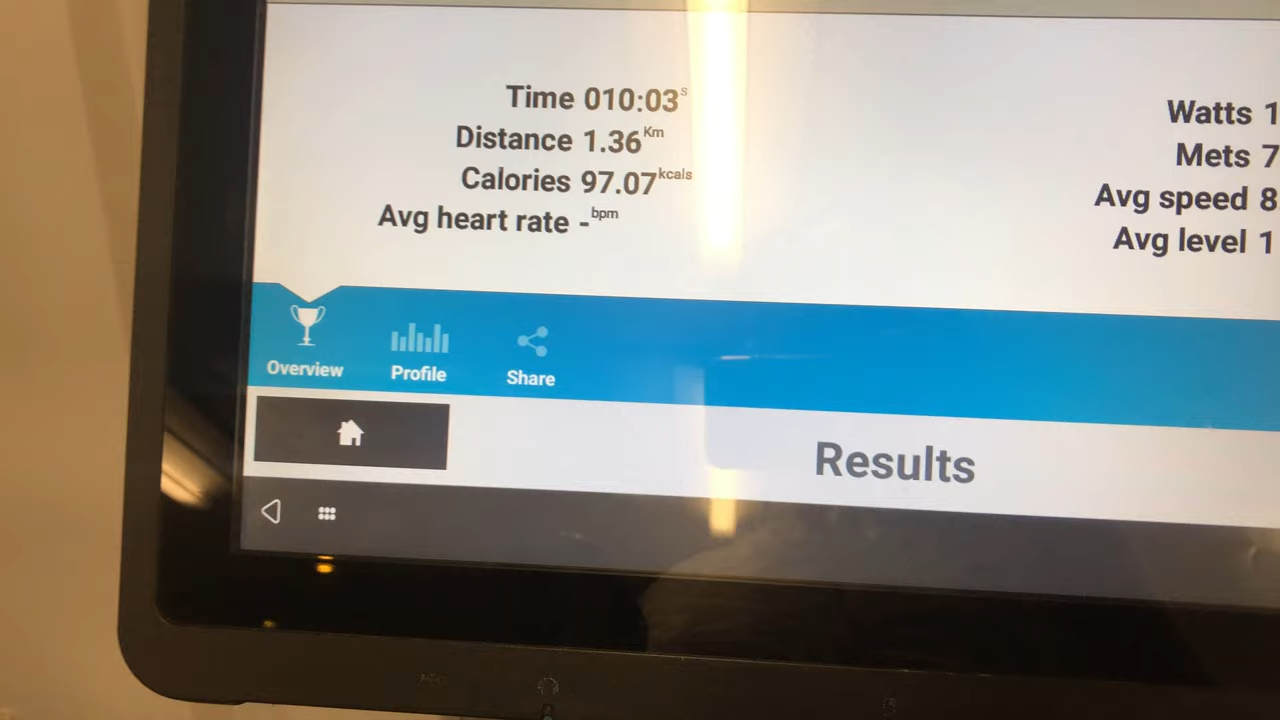 Time 010:03s
Distance 1.36Km
Calories 97.07kcals
Avg heart rate -bpm
Watts 1
Mets 7
Avg speed 8
Avg level 1
Overview
Profile
Share
Results